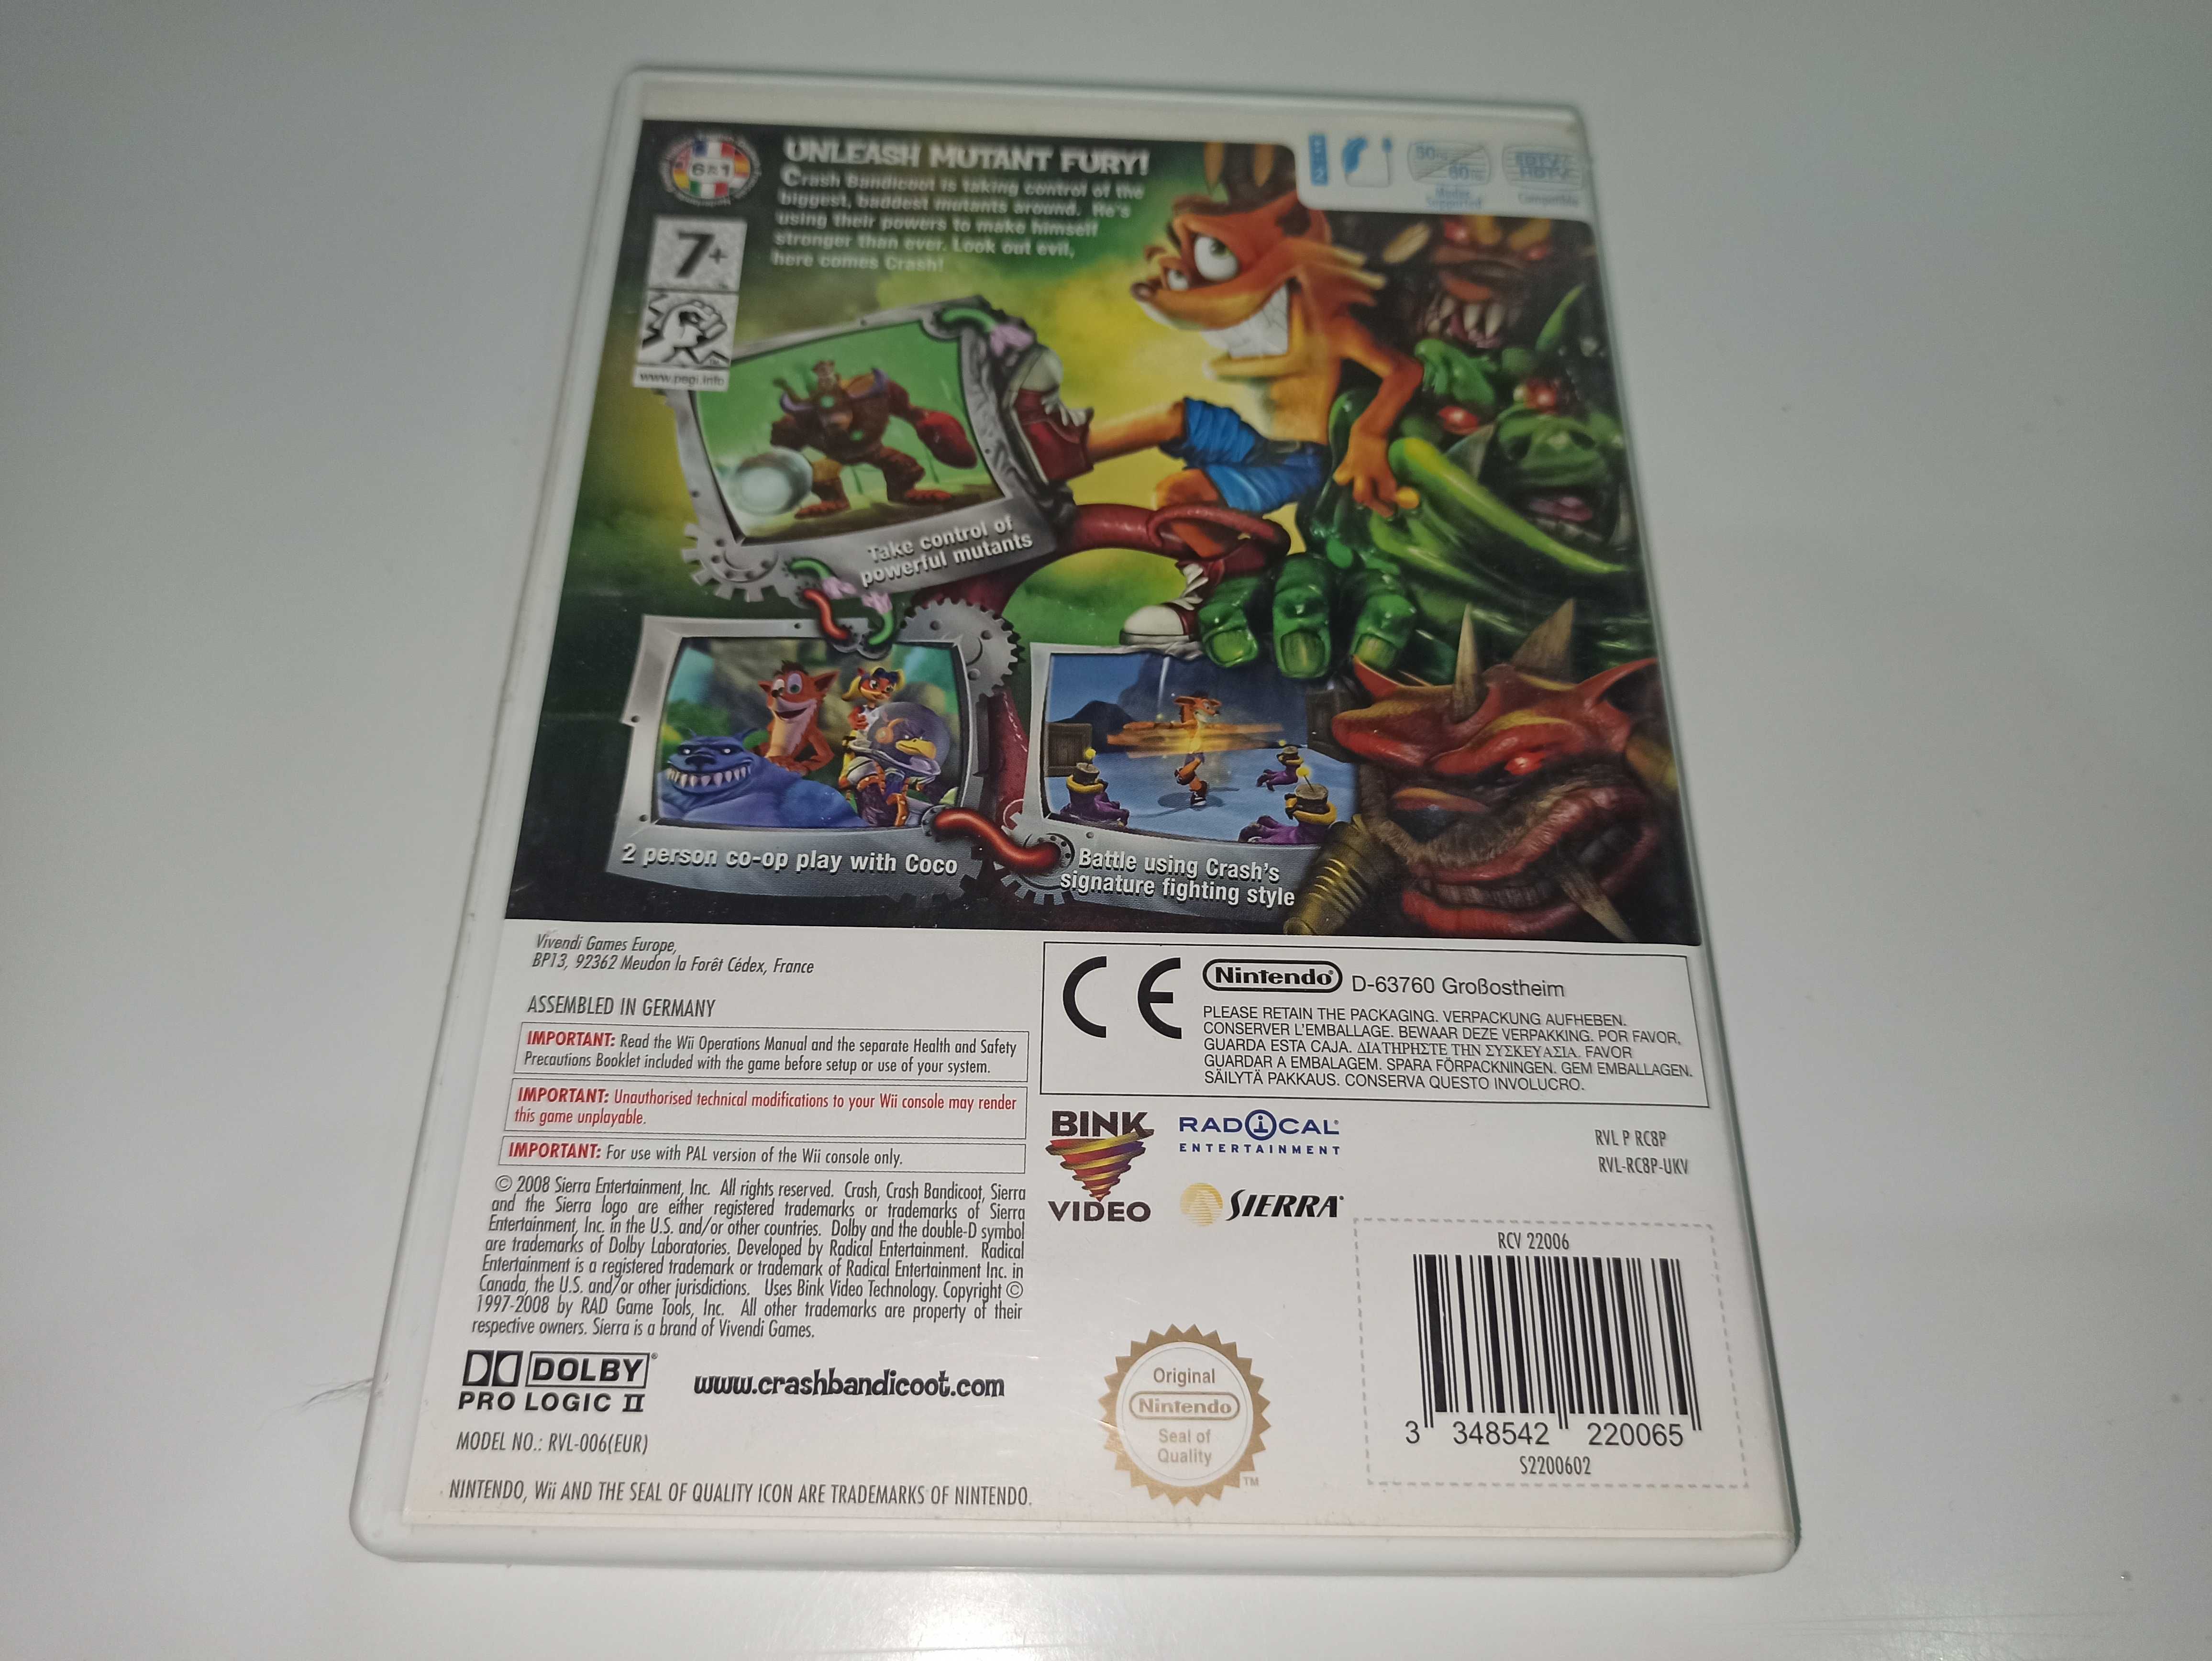 UNLEASH MUTANT FURY!
Crash Bandicoot is taking control of the
biggest, baddest mutants around. He's
using their powers to make himself
stronger than ever. Look out evil,
here comes Crash!
6 in 1
7+
www.pegi.info
50Hz
60Hz
Modes
Supported
EDTV
HDTV
Compatible
Take control of
powerful mutants
2 person co-op play with Coco
Battle using Crash's
signature fighting style
Vivendi Games Europe,
BP13, 92362 Meudon la Forêt Cédex, France
ASSEMBLED IN GERMANY
IMPORTANT: Read the Wii Operations Manual and the separate Health and Safety
Precautions Booklet included with the game before setup or use of your system.
IMPORTANT: Unauthorised technical modifications to your Wii console may render
this game unplayable.
IMPORTANT: For use with PAL version of the Wii console only.
© 2008 Sierra Entertainment, Inc. All rights reserved. Crash, Crash Bandicoot, Sierra
and the Sierra logo are either registered trademarks or trademarks of Sierra
Entertainment, Inc. in the U.S. and/or other countries. Dolby and the double-D symbol
are trademarks of Dolby Laboratories. Developed by Radical Entertainment. Radical
Entertainment is a registered trademark or trademark of Radical Entertainment Inc. in
Canada, the U.S. and/or other jurisdictions. Uses Bink Video Technology. Copyright ©
1997-2008 by RAD Game Tools, Inc. All other trademarks are property of their
respective owners. Sierra is a brand of Vivendi Games.
DOLBY®
PRO LOGIC II
www.crashbandicoot.com
MODEL NO.: RVL-006(EUR)
NINTENDO, Wii AND THE SEAL OF QUALITY ICON ARE TRADEMARKS OF NINTENDO.
CE
Nintendo® D-63760 Großostheim
PLEASE RETAIN THE PACKAGING. VERPACKUNG AUFHEBEN.
CONSERVER L'EMBALLAGE. BEWAAR DEZE VERPAKKING. POR FAVOR,
GUARDA ESTA CAJA. ΔΙΑΤΗΡΗΣΤΕ ΤΗΝ ΣΥΣΚΕΥΑΣΙΑ. FAVOR
GUARDAR A EMBALAGEM. SPARA FÖRPACKNINGEN. GEM EMBALLAGEN.
SÄILYTÄ PAKKAUS. CONSERVA QUESTO INVOLUCRO.
BINK
VIDEO
RADICAL®
ENTERTAINMENT
SIERRA®
RVL P RC8P
RVL-RC8P-UKV
RCV 22006
3 348542 220065
S2200602
Original
Nintendo
Seal of
Quality
TM